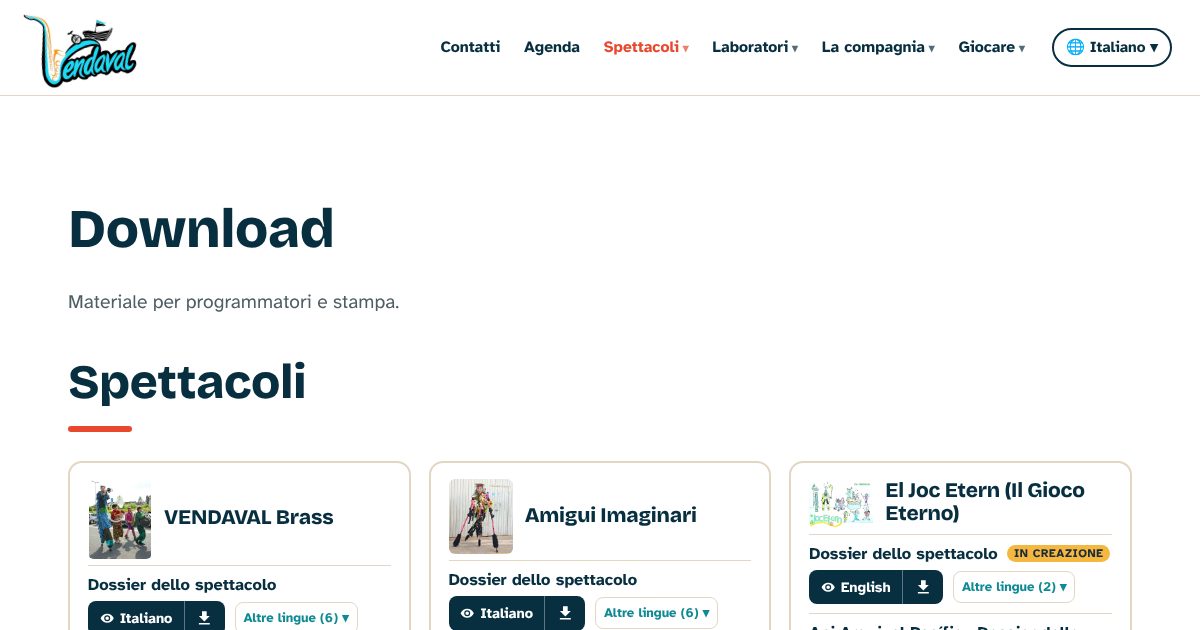 Vendaval
Contatti
Agenda
Spettacoli ▾
Laboratori ▾
La compagnia ▾
Giocare ▾
🌐 Italiano ▾
Download
Materiale per programmatori e stampa.
Spettacoli
VENDAVAL Brass
Dossier dello spettacolo
Italiano
Altre lingue (6) ▾
Amigui Imaginari
Dossier dello spettacolo
Italiano
Altre lingue (6) ▾
El Joc Etern (Il Gioco
Eterno)
Dossier dello spettacolo IN CREAZIONE
English
Altre lingue (2) ▾